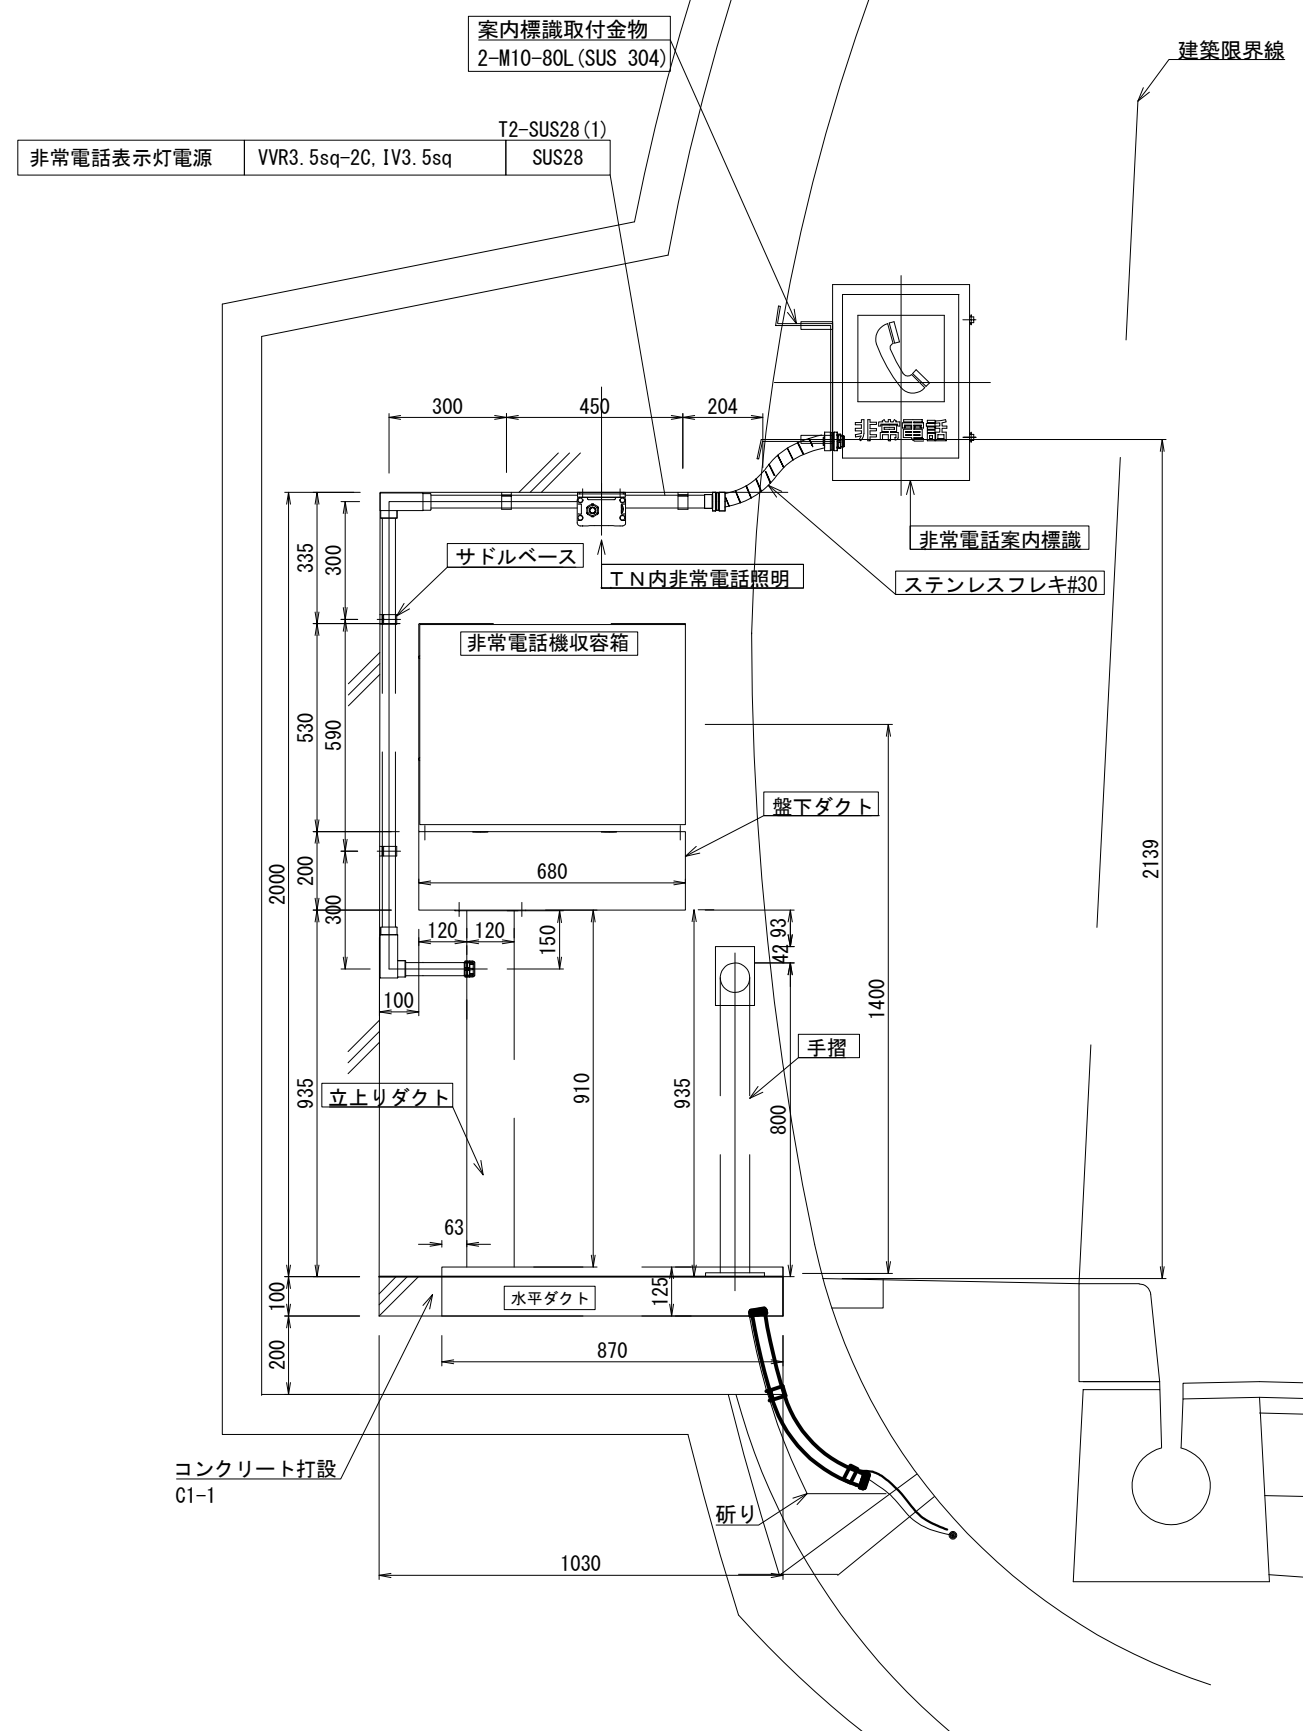 案内標識取付金物
2-M10-80L(SUS 304)
建築限界線
T2-SUS28(1)
非常電話表示灯電源 VVR3.5sq-2C, IV3.5sq SUS28
300 450 204
非常電話
非常電話案内標識
サドルベース
TN内非常電話照明
ステンレスフレキ#30
335
300
非常電話機収容箱
530
590
盤下ダクト
2000
200
300
680
2139
120 120
150
93
42
100
1400
手摺
935
立上りダクト
910
935
800
63
100
水平ダクト
125
200
870
コンクリート打設
C1-1
斫り
1030